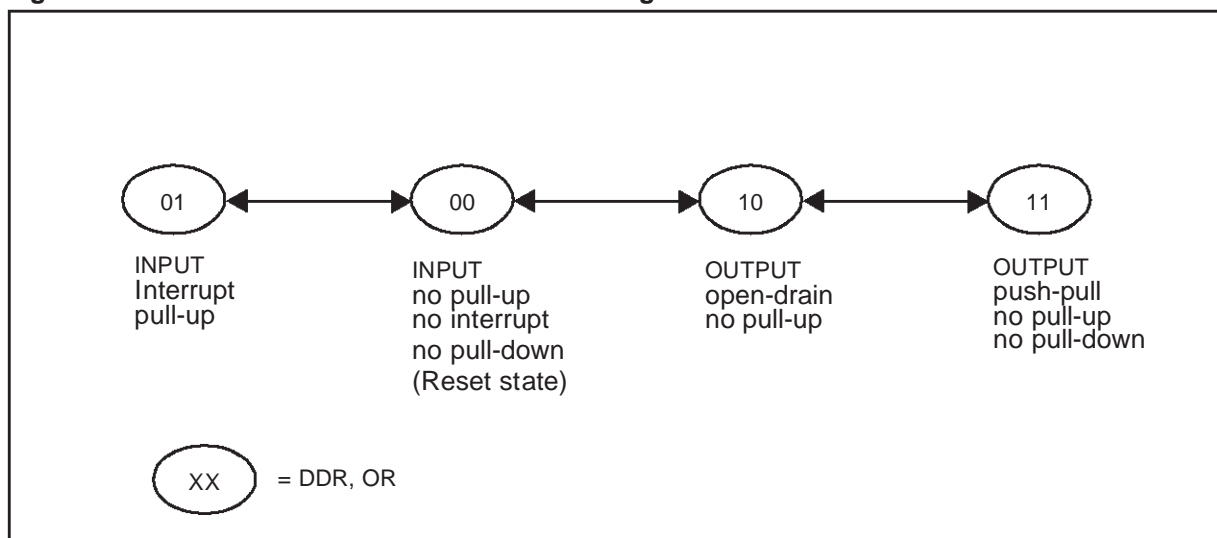 01
00
10
11
INPUT
Interrupt
pull-up
INPUT
no pull-up
no interrupt
no pull-down
(Reset state)
OUTPUT
open-drain
no pull-up
OUTPUT
push-pull
no pull-up
no pull-down
XX
= DDR, OR